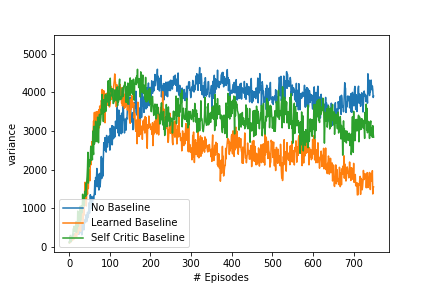 5000
4000
3000
2000
1000
0
variance
No Baseline
Learned Baseline
Self Critic Baseline
0 100 200 300 400 500 600 700
# Episodes